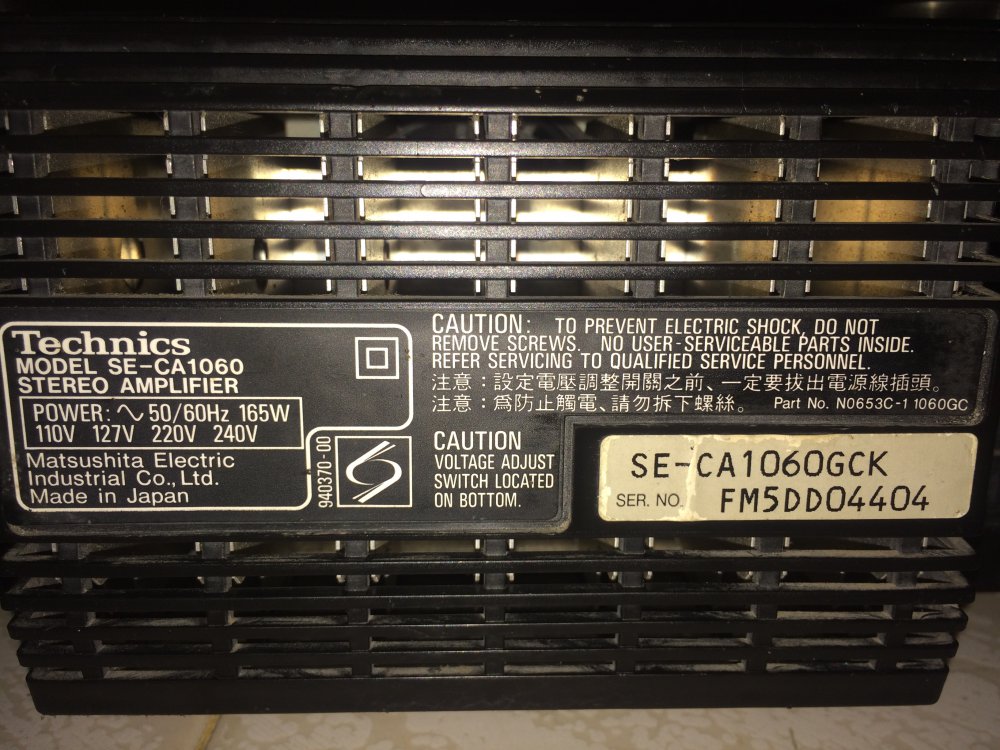 Technics
MODEL SE-CA1060
STEREO AMPLIFIER
POWER: ∿ 50/60Hz 165W
110V 127V 220V 240V
Matsushita Electric
Industrial Co., Ltd.
Made in Japan
940370-00
CAUTION: TO PREVENT ELECTRIC SHOCK, DO NOT
REMOVE SCREWS. NO USER-SERVICEABLE PARTS INSIDE.
REFER SERVICING TO QUALIFIED SERVICE PERSONNEL.
注意：設定電壓調整開關之前、一定要拔出電源線插頭。
注意：為防止觸電、請勿拆下螺絲。 Part No. N0653C-1 1060GC
CAUTION
VOLTAGE ADJUST
SWITCH LOCATED
ON BOTTOM.
SE-CA1060GCK
SER. NO. FM5DD04404